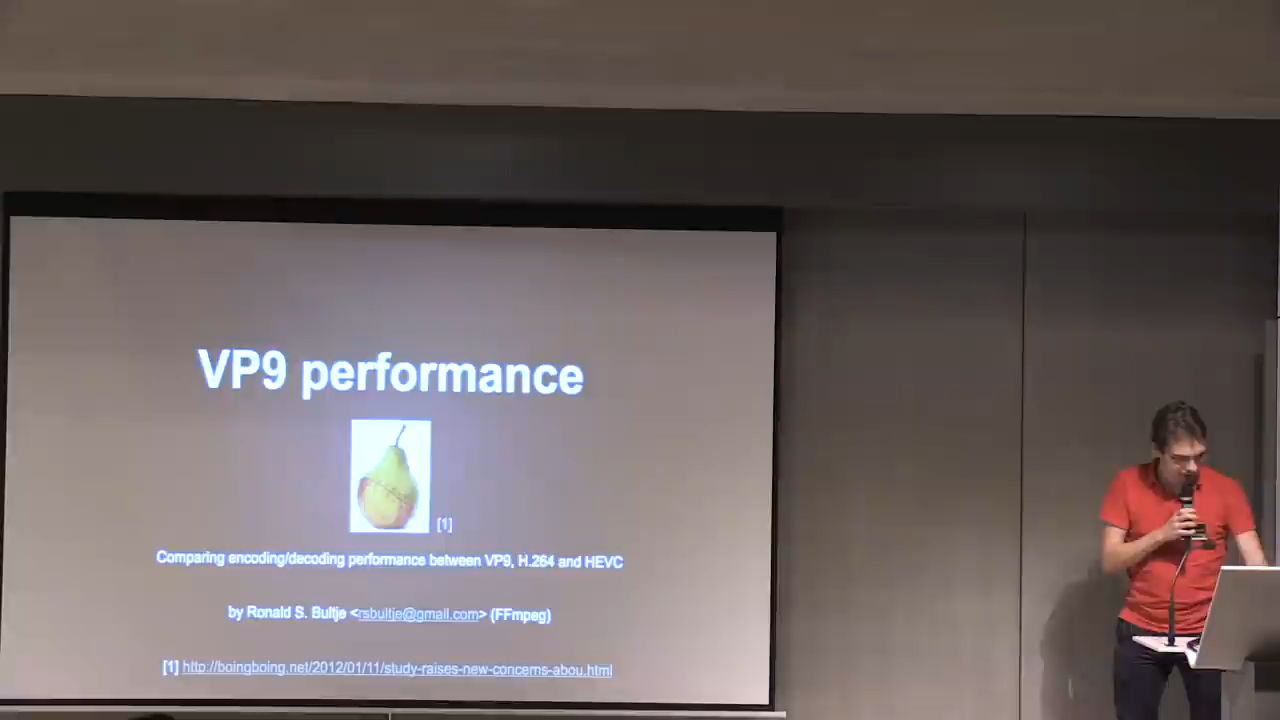 VP9 performance
[1]
Comparing encoding/decoding performance between VP9, H.264 and HEVC
by Ronald S. Bultje <rsbultje@gmail.com> (FFmpeg)
[1] http://boingboing.net/2012/01/11/study-raises-new-concerns-abou.html